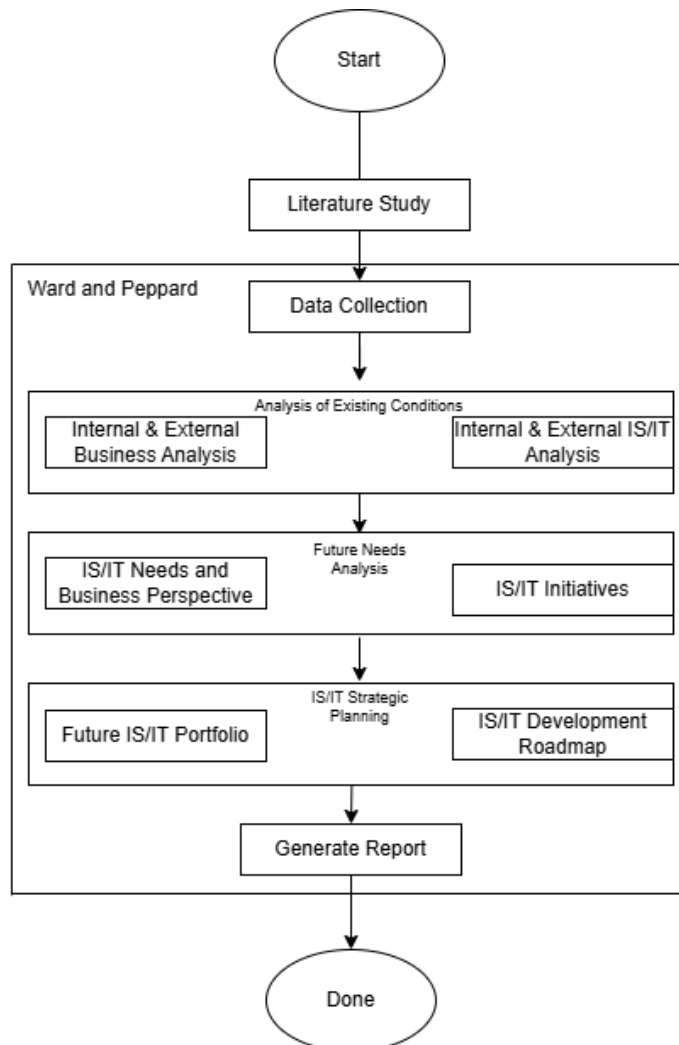 Start
Literature Study
Ward and Peppard
Data Collection
Analysis of Existing Conditions
Internal & External
Business Analysis
Internal & External IS/IT
Analysis
Future Needs
Analysis
IS/IT Needs and
Business Perspective
IS/IT Initiatives
IS/IT Strategic
Planning
Future IS/IT Portfolio
IS/IT Development
Roadmap
Generate Report
Done